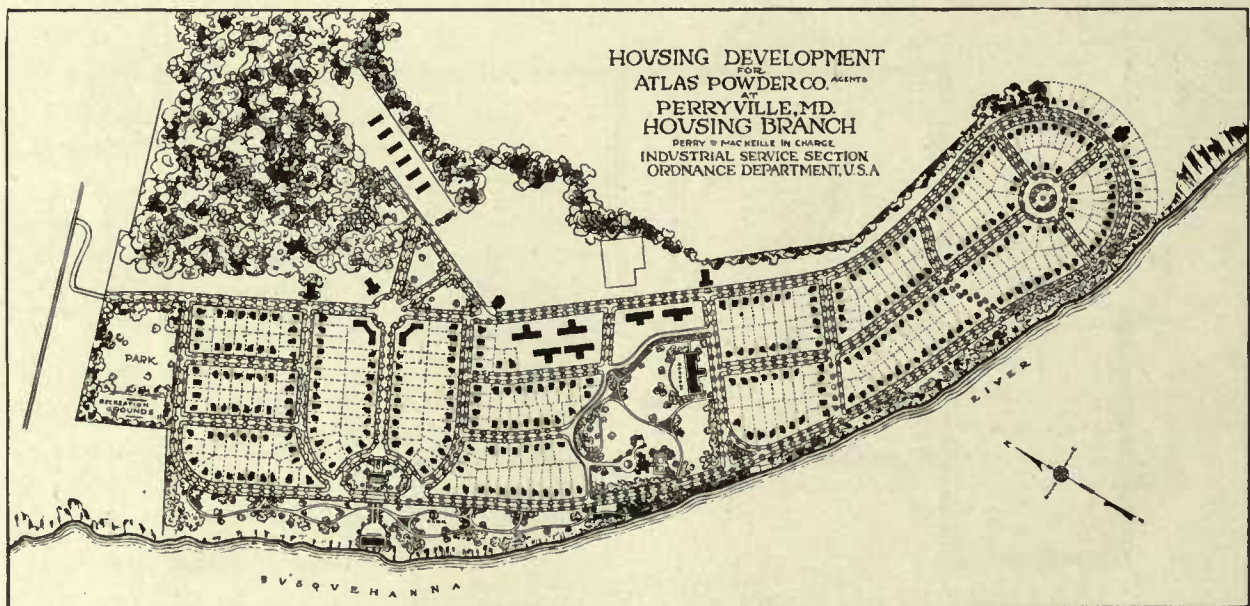 HOUSING DEVELOPMENT
FOR
ATLAS POWDER CO. AGENTS
AT
PERRYVILLE, MD.
HOUSING BRANCH
PERRY & MACNEILLE IN CHARGE
INDUSTRIAL SERVICE SECTION
ORDNANCE DEPARTMENT, U.S.A
PARK
RECREATION
GROUNDS
RIVER
SVSQVEHANNA